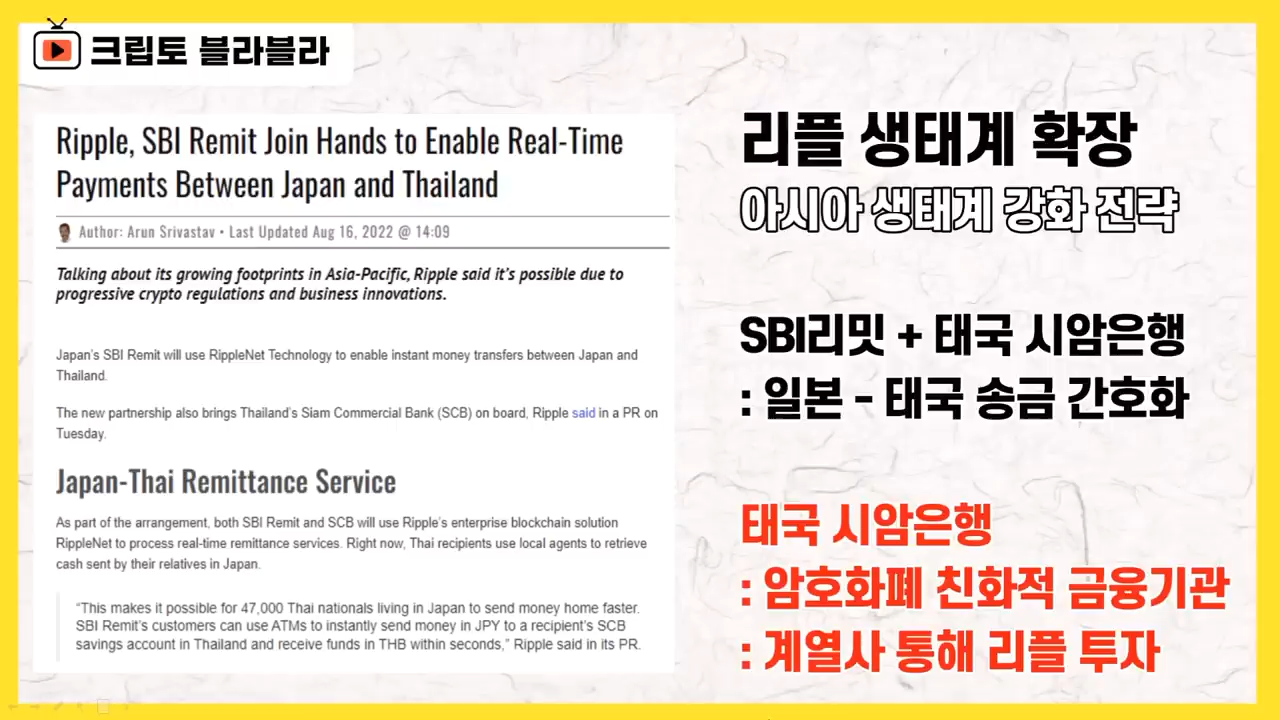 크립토 블라블라
Ripple, SBI Remit Join Hands to Enable Real-Time
Payments Between Japan and Thailand
Author: Arun Srivastav • Last Updated Aug 16, 2022 @ 14:09
Talking about its growing footprints in Asia-Pacific, Ripple said it's possible due to
progressive crypto regulations and business innovations.
Japan's SBI Remit will use RippleNet Technology to enable instant money transfers between Japan and
Thailand.
The new partnership also brings Thailand's Siam Commercial Bank (SCB) on board, Ripple said in a PR on
Tuesday.
Japan-Thai Remittance Service
As part of the arrangement, both SBI Remit and SCB will use Ripple's enterprise blockchain solution
RippleNet to process real-time remittance services. Right now, Thai recipients use local agents to retrieve
cash sent by their relatives in Japan.
"This makes it possible for 47,000 Thai nationals living in Japan to send money home faster.
SBI Remit's customers can use ATMs to instantly send money in JPY to a recipient's SCB
savings account in Thailand and receive funds in THB within seconds," Ripple said in its PR.
리플 생태계 확장
아시아 생태계 강화 전략
SBI리밋 + 태국 시암은행
: 일본 - 태국 송금 간호화
태국 시암은행
: 암호화폐 친화적 금융기관
: 계열사 통해 리플 투자